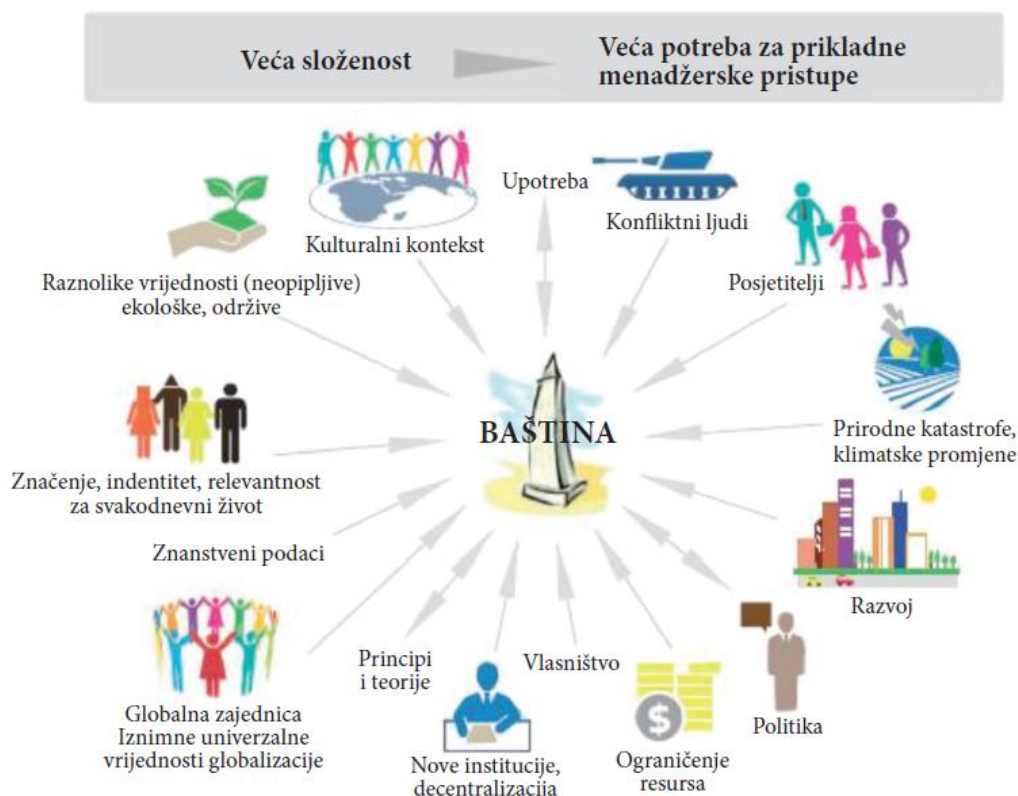 Veća složenost
Veća potreba za prikladne
menadžerske pristupe
Upotreba
Kulturalni kontekst
Konfliktni ljudi
Raznolike vrijednosti (neopipljive)
ekološke, održive
Posjetitelji
BAŠTINA
Prirodne katastrofe,
klimatske promjene
Značenje, indentitet, relevantnost
za svakodnevni život
Znanstveni podaci
Razvoj
Globalna zajednica
Iznimne univerzalne
vrijednosti globalizacije
Principi
i teorije
Nove institucije,
decentralizacija
Vlasništvo
$
Ograničenje
resursa
Politika